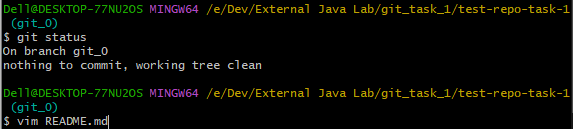 Dell@DESKTOP-77NU2OS MINGW64 /e/Dev/External Java Lab/git_task_1/test-repo-task-1
(git_0)
$ git status
On branch git_0
nothing to commit, working tree clean
Dell@DESKTOP-77NU2OS MINGW64 /e/Dev/External Java Lab/git_task_1/test-repo-task-1
(git_0)
$ vim README.md